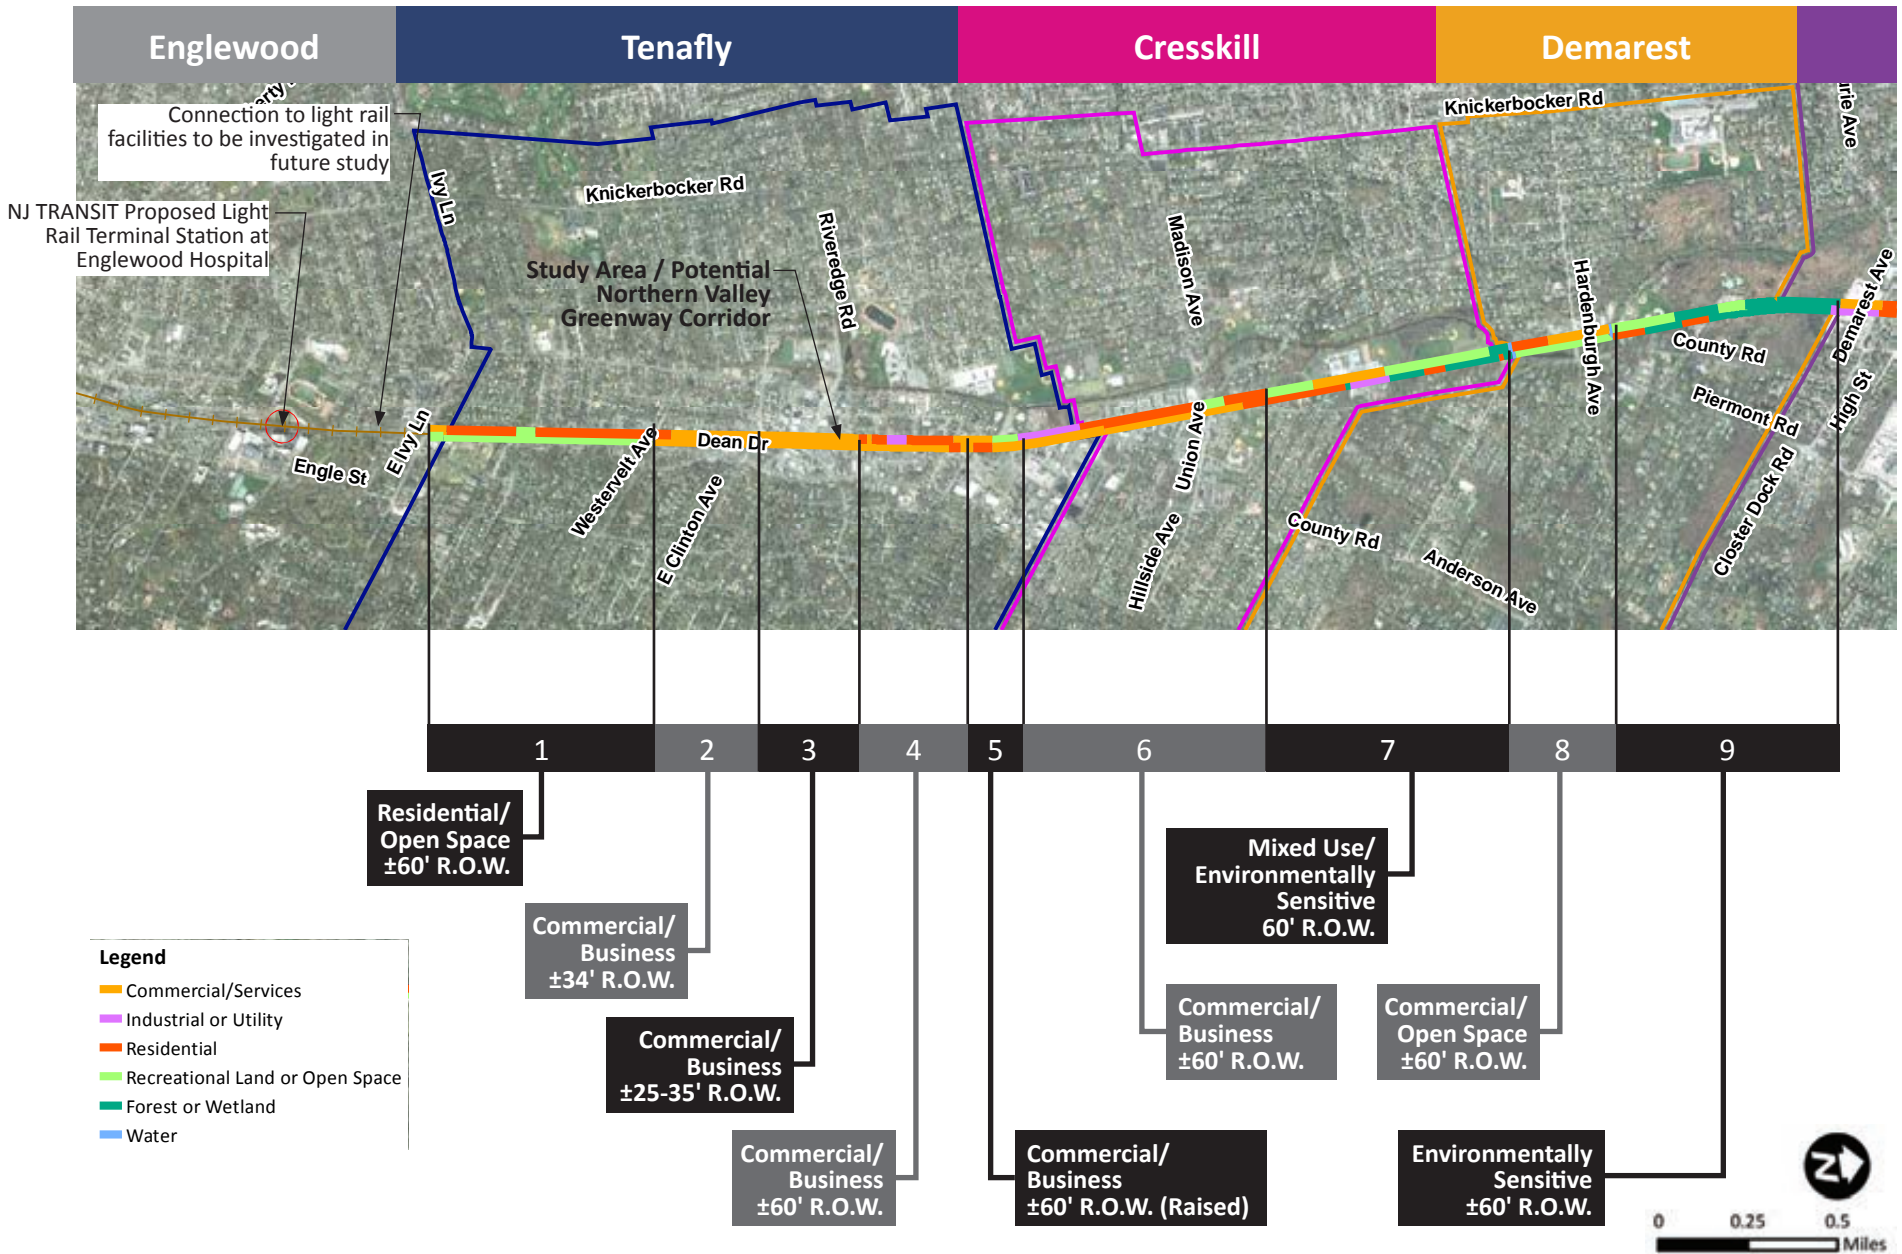 Englewood
Tenafly
Cresskill
Demarest
Connection to light rail
facilities to be investigated in
future study
NJ TRANSIT Proposed Light
Rail Terminal Station at
Englewood Hospital
Study Area / Potential
Northern Valley
Greenway Corridor
Ivy Ln
Knickerbocker Rd
Riveredge Rd
Madison Ave
Knickerbocker Rd
Hardenburgh Ave
County Rd
Demarest Ave
High St
Piermont Rd
Closter Dock Rd
Engle St
E Ivy Ln
Westervelt Ave
Dean Dr
E Clinton Ave
Union Ave
Hillside Ave
County Rd
Anderson Ave
1
2
3
4
5
6
7
8
9
Residential/
Open Space
±60' R.O.W.
Commercial/
Business
±34' R.O.W.
Commercial/
Business
±25-35' R.O.W.
Commercial/
Business
±60' R.O.W.
Commercial/
Business
±60' R.O.W. (Raised)
Commercial/
Business
±60' R.O.W.
Mixed Use/
Environmentally
Sensitive
60' R.O.W.
Commercial/
Open Space
±60' R.O.W.
Environmentally
Sensitive
±60' R.O.W.
Legend
Commercial/Services
Industrial or Utility
Residential
Recreational Land or Open Space
Forest or Wetland
Water
Z
0 0.25 0.5
Miles